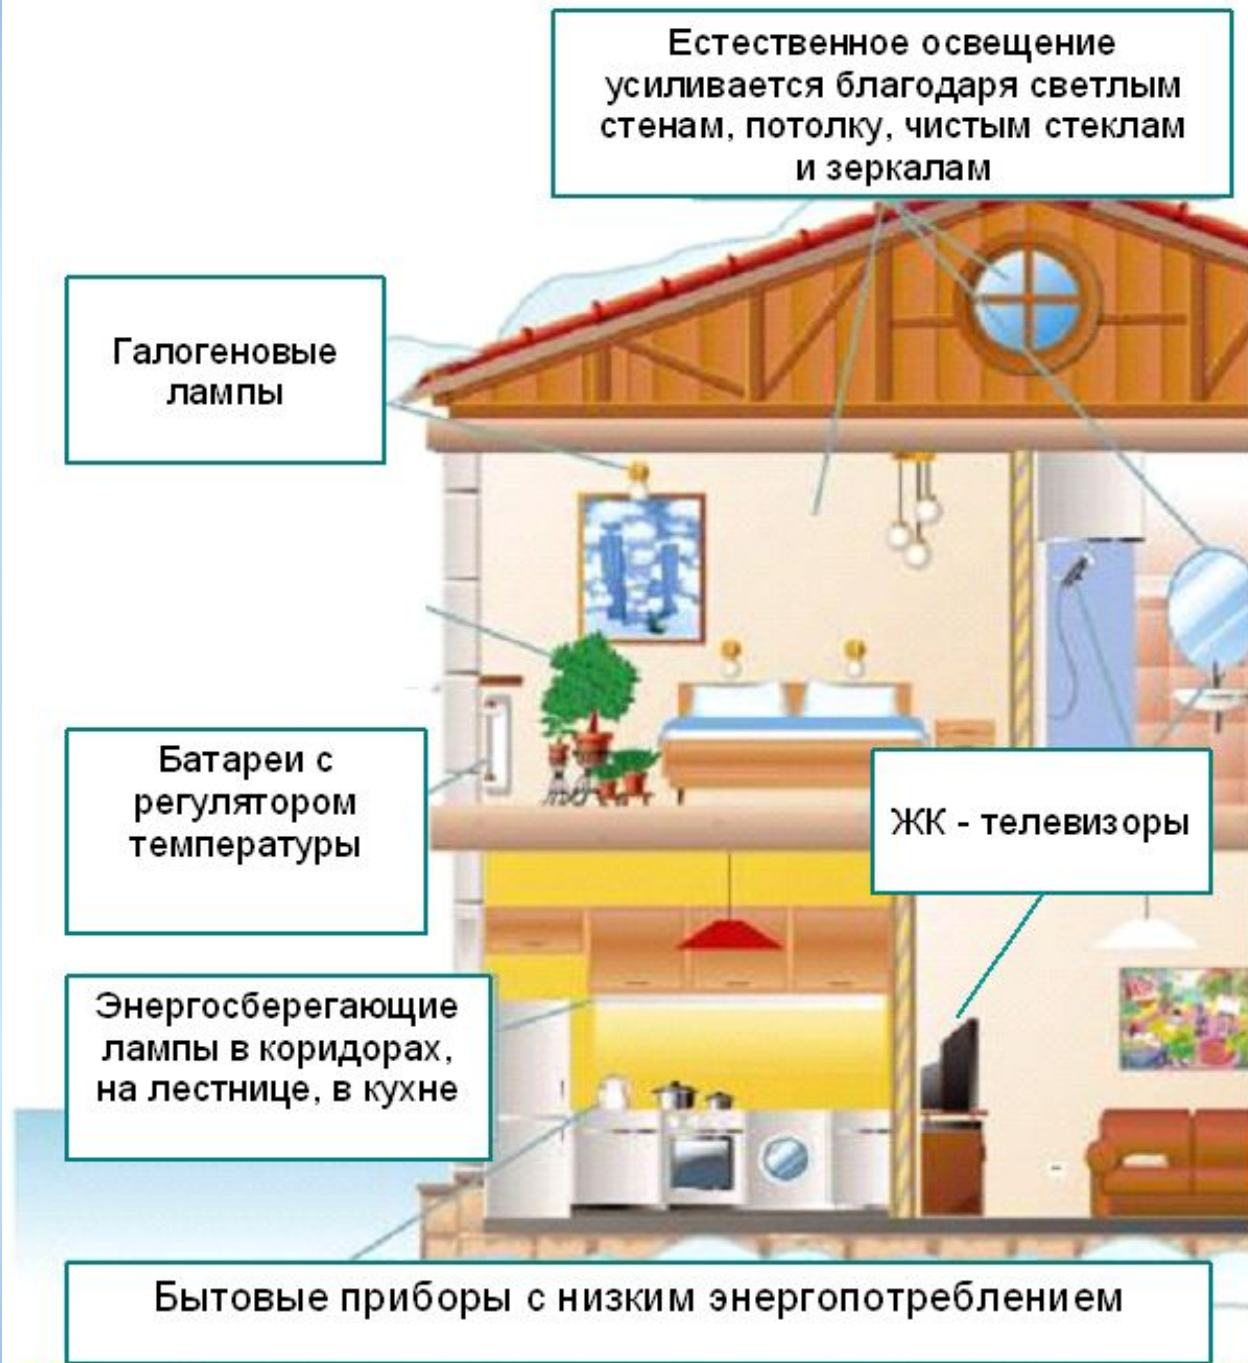 Естественное освещение
усиливается благодаря светлым
стенам, потолку, чистым стеклам
и зеркалам
Галогеновые
лампы
Батареи с
регулятором
температуры
ЖК - телевизоры
Энергосберегающие
лампы в коридорах,
на лестнице, в кухне
Бытовые приборы с низким энергопотреблением